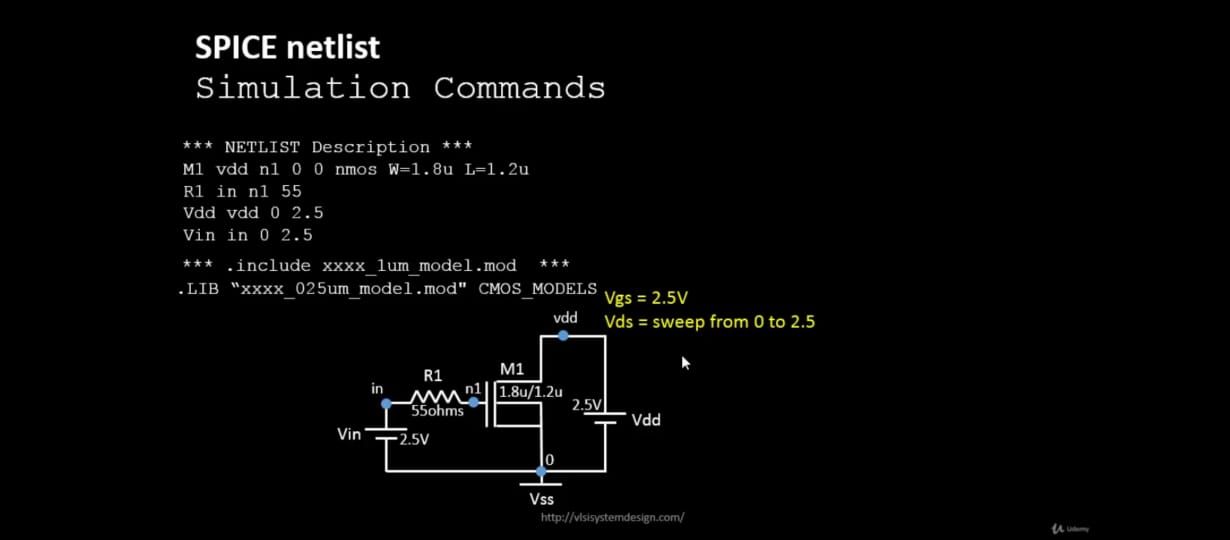 SPICE netlist
Simulation Commands
*** NETLIST Description ***
M1 vdd n1 0 0 nmos W=1.8u L=1.2u
R1 in n1 55
Vdd vdd 0 2.5
Vin in 0 2.5
*** .include xxxx_1um_model.mod ***
.LIB “xxxx_025um_model.mod" CMOS_MODELS
Vgs = 2.5V
Vds = sweep from 0 to 2.5
vdd
M1
R1
in
n1
1.8u/1.2u
55ohms
2.5V
Vdd
Vin
2.5V
0
Vss
http://vlsisystemdesign.com/
Udemy